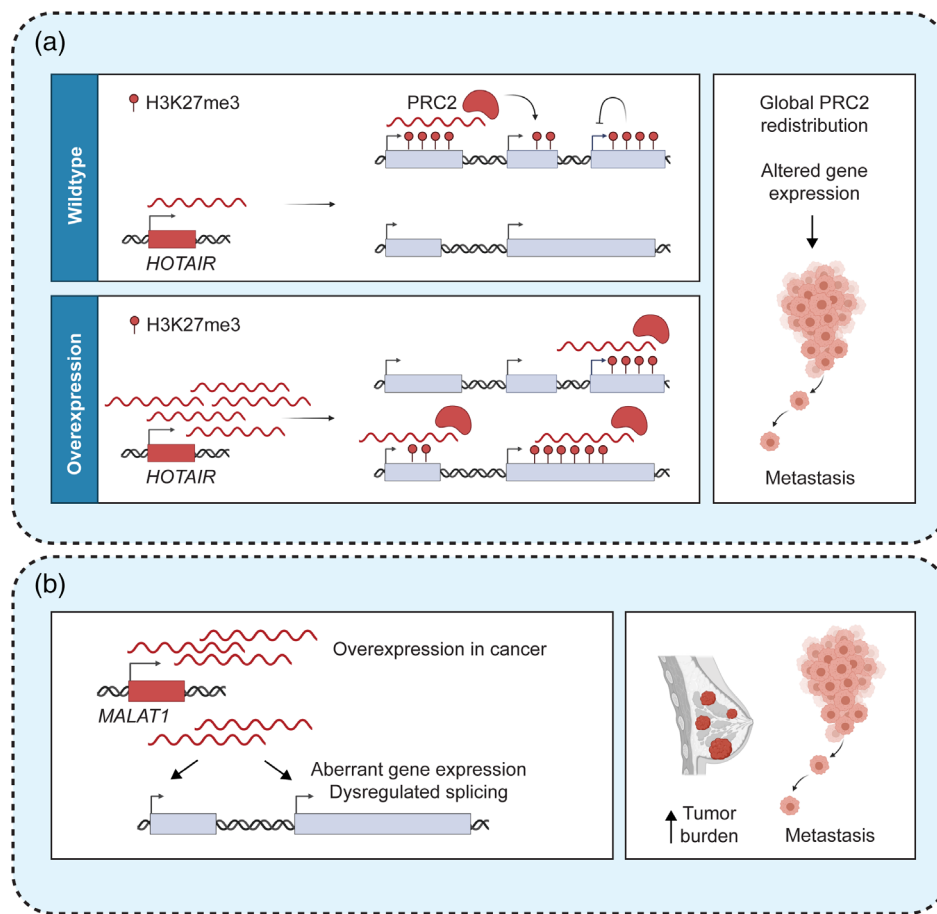 (a)
Wildtype
H3K27me3
HOTAIR
PRC2
Overexpression
H3K27me3
HOTAIR
Global PRC2
redistribution
Altered gene
expression
Metastasis
(b)
Overexpression in cancer
MALAT1
Aberrant gene expression
Dysregulated splicing
Tumor
burden
Metastasis